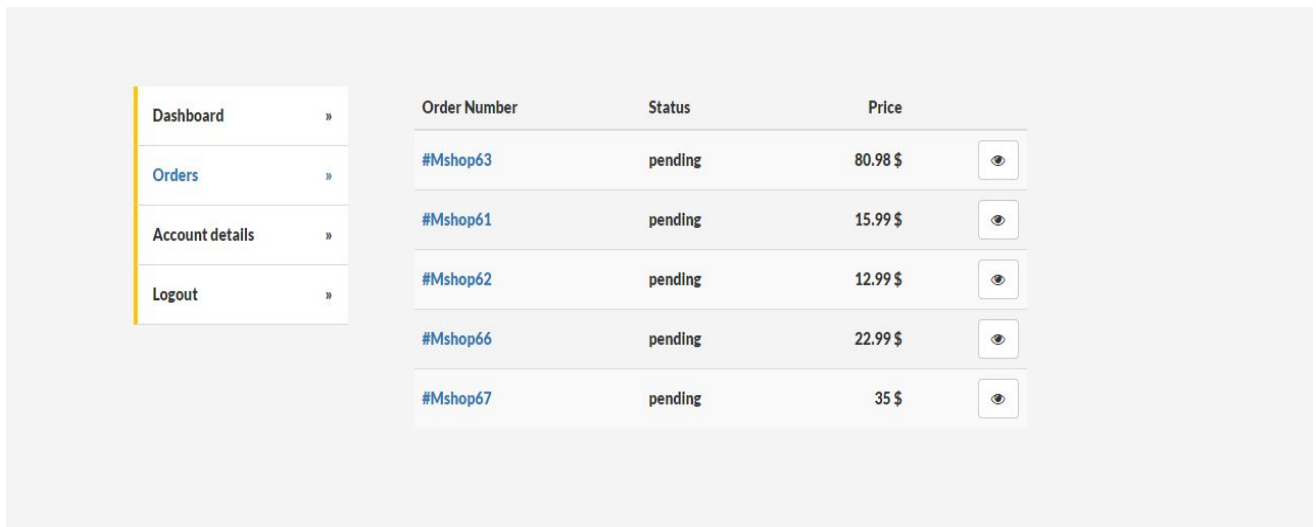 Dashboard »
Orders »
Account details »
Logout »
Order Number Status Price
#Mshop63 pending 80.98 $
#Mshop61 pending 15.99 $
#Mshop62 pending 12.99 $
#Mshop66 pending 22.99 $
#Mshop67 pending 35 $